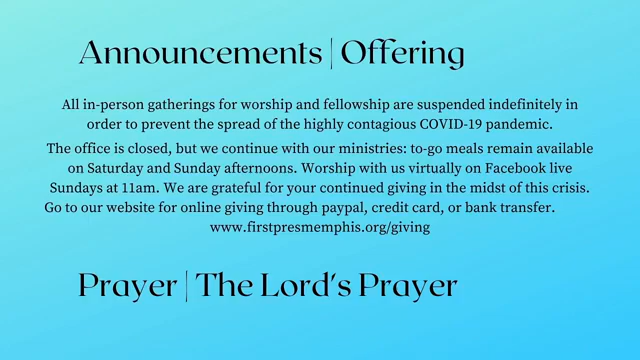 Announcements | Offering
All in-person gatherings for worship and fellowship are suspended indefinitely in
order to prevent the spread of the highly contagious COVID-19 pandemic.
The office is closed, but we continue with our ministries: to-go meals remain available
on Saturday and Sunday afternoons. Worship with us virtually on Facebook live
Sundays at 11am. We are grateful for your continued giving in the midst of this crisis.
Go to our website for online giving through paypal, credit card, or bank transfer.
www.firstpresmemphis.org/giving
Prayer | The Lord's Prayer